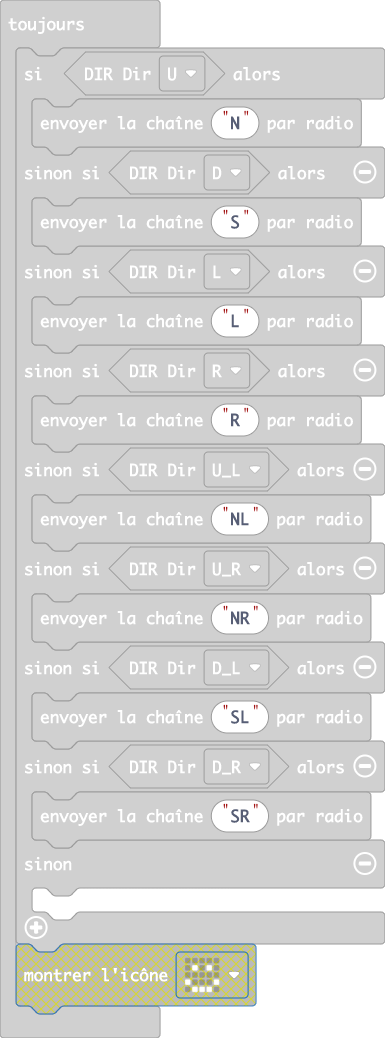 toujours
si DIR Dir U alors
envoyer la chaîne "N" par radio
sinon si DIR Dir D alors
envoyer la chaîne "S" par radio
sinon si DIR Dir L alors
envoyer la chaîne "L" par radio
sinon si DIR Dir R alors
envoyer la chaîne "R" par radio
sinon si DIR Dir U_L alors
envoyer la chaîne "NL" par radio
sinon si DIR Dir U_R alors
envoyer la chaîne "NR" par radio
sinon si DIR Dir D_L alors
envoyer la chaîne "SL" par radio
sinon si DIR Dir D_R alors
envoyer la chaîne "SR" par radio
sinon
montrer l'icône